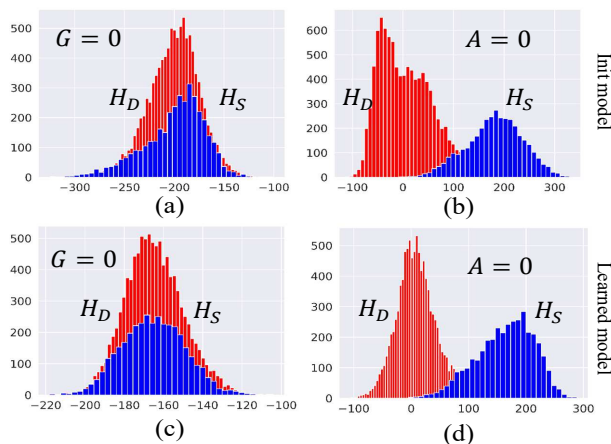 G = 0
H_D
H_S
500
400
300
200
100
0
−300
−250
−200
−150
−100
(a)
A = 0
H_D
H_S
600
500
400
300
200
100
0
−100
0
100
200
300
(b)
Init model
G = 0
H_D
H_S
500
400
300
200
100
0
−220
−200
−180
−160
−140
−120
−100
(c)
A = 0
H_D
H_S
500
400
300
200
100
0
−100
0
100
200
300
(d)
Learned model